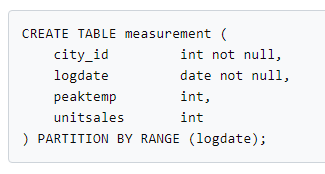 CREATE TABLE measurement (
    city_id         int not null,
    logdate         date not null,
    peaktemp        int,
    unitsales       int
) PARTITION BY RANGE (logdate);